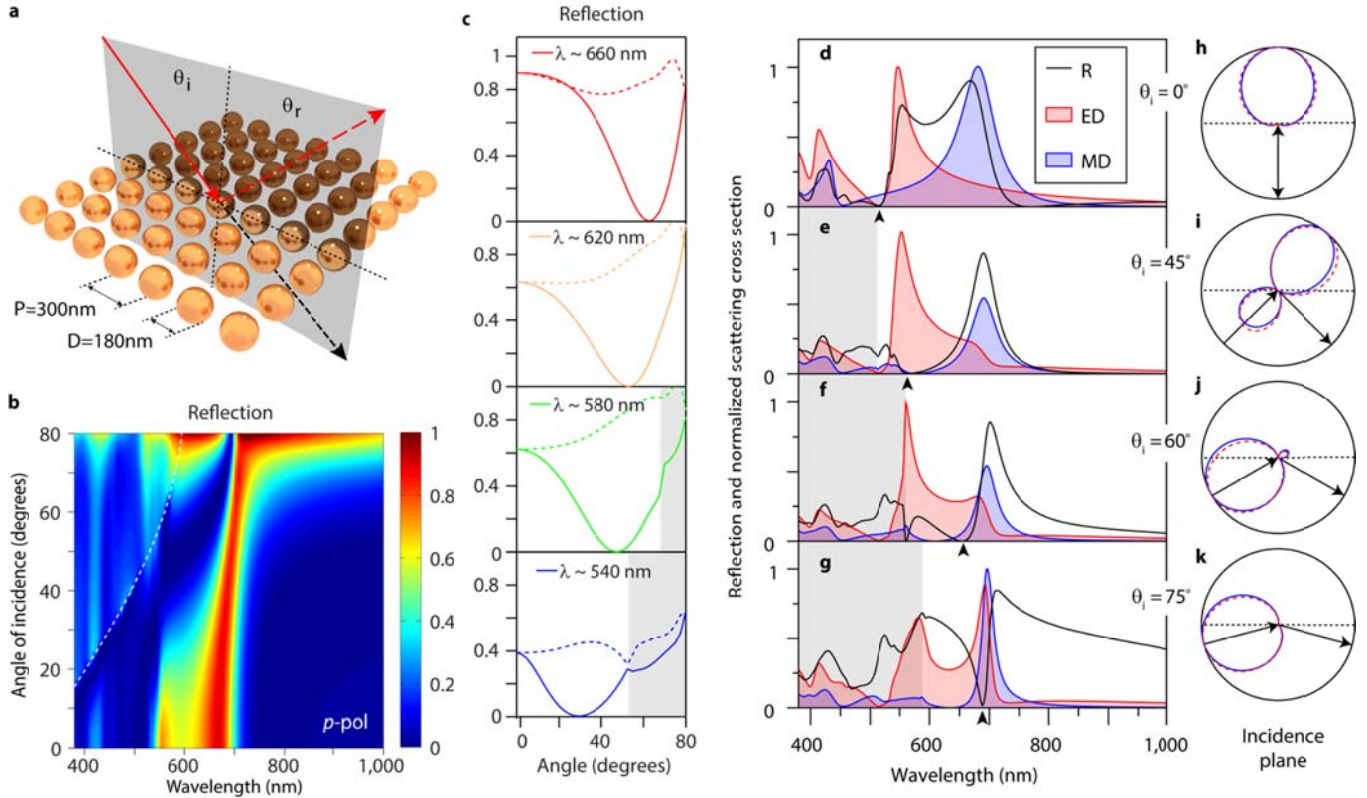 a
θi
θr
P=300nm
D=180nm
b
Reflection
Angle of incidence (degrees)
80
60
40
20
0
400
600
800
1,000
Wavelength (nm)
p-pol
1
0.8
0.6
0.4
0.2
0
c
Reflection
λ ~ 660 nm
1
0.8
0.4
0
λ ~ 620 nm
0.8
0.4
0
λ ~ 580 nm
0.8
0.4
0
λ ~ 540 nm
0.8
0.4
0
0
40
80
Angle (degrees)
Reflection and normalized scattering cross section
d
1
0
R
ED
MD
θi = 0°
e
1
0
θi = 45°
f
1
0
θi = 60°
g
1
0
θi = 75°
400
600
800
1,000
Wavelength (nm)
h
i
j
k
Incidence
plane